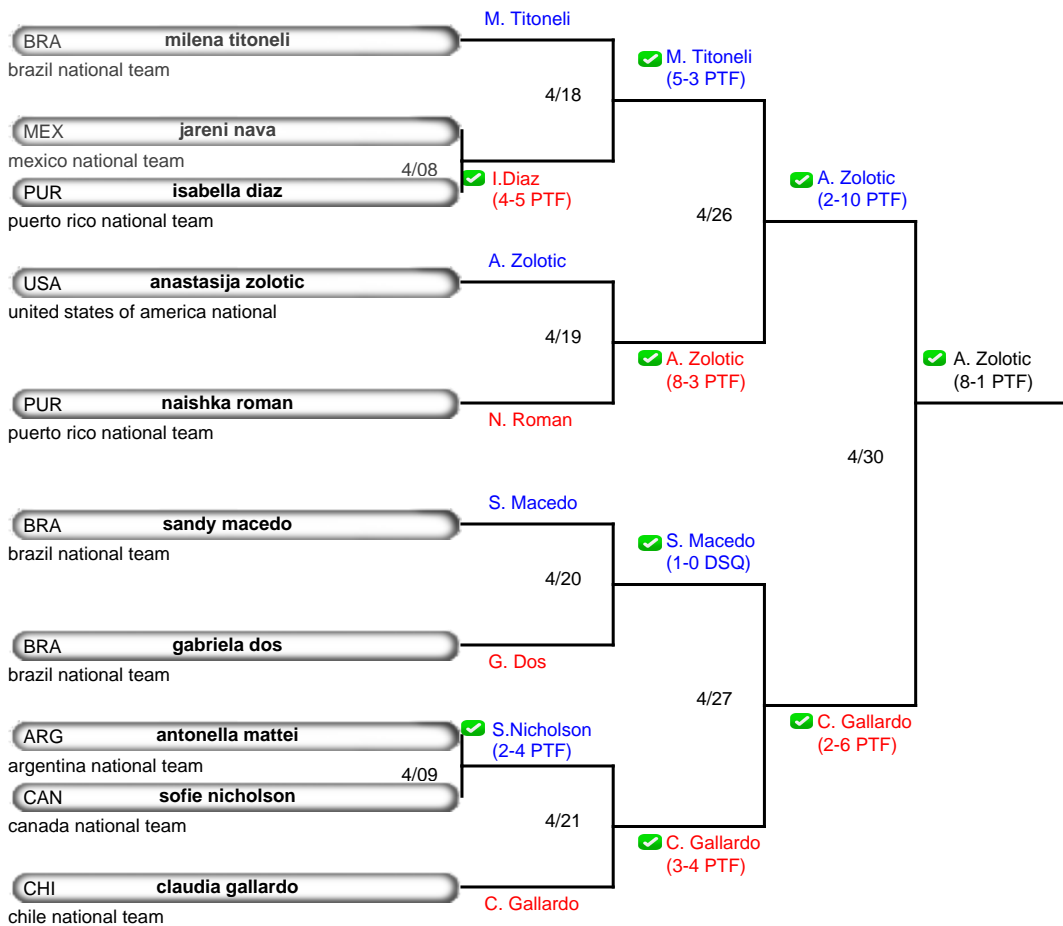 M. Titoneli
BRA milena titoneli
brazil national team
M. Titoneli
(5-3 PTF)
4/18
MEX jareni nava
mexico national team
4/08
I.Diaz
(4-5 PTF)
PUR isabella diaz
puerto rico national team
A. Zolotic
(2-10 PTF)
4/26
A. Zolotic
USA anastasija zolotic
united states of america national
4/19
A. Zolotic
(8-3 PTF)
A. Zolotic
(8-1 PTF)
PUR naishka roman
puerto rico national team
N. Roman
4/30
S. Macedo
BRA sandy macedo
brazil national team
S. Macedo
(1-0 DSQ)
4/20
BRA gabriela dos
brazil national team
G. Dos
4/27
C. Gallardo
(2-6 PTF)
ARG antonella mattei
argentina national team
S.Nicholson
(2-4 PTF)
4/09
CAN sofie nicholson
canada national team
4/21
C. Gallardo
(3-4 PTF)
CHI claudia gallardo
chile national team
C. Gallardo